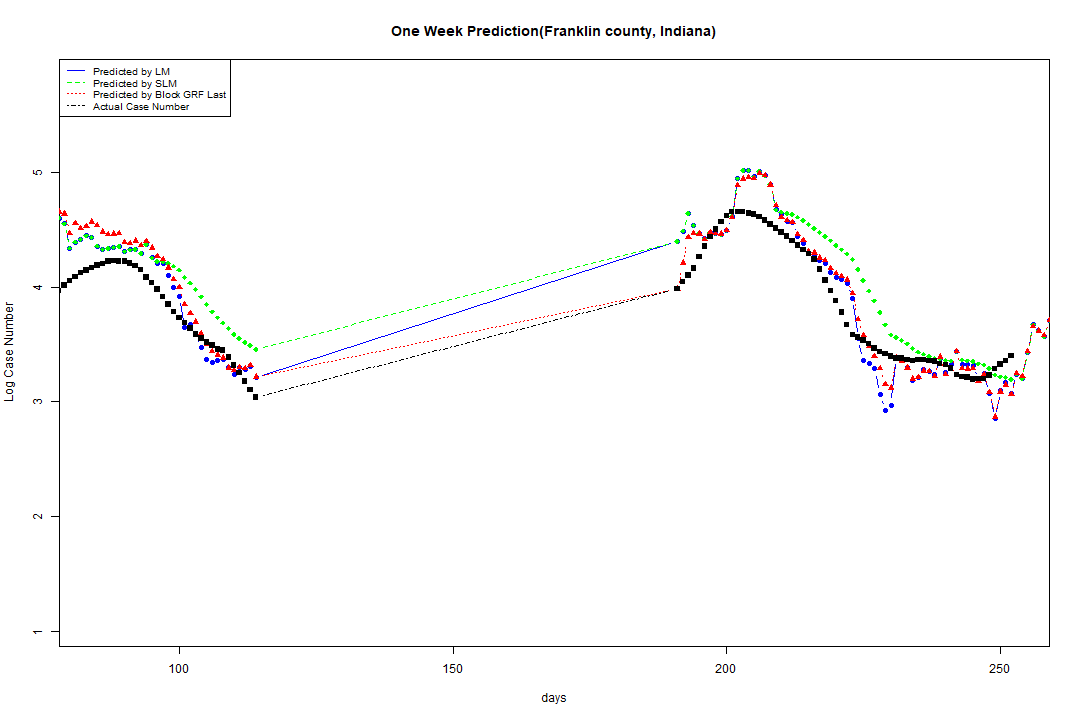 One Week Prediction(Franklin county, Indiana)
Predicted by LM
Predicted by SLM
Predicted by Block GRF Last
Actual Case Number
5
4
3
2
1
Log Case Number
100
150
200
250
days